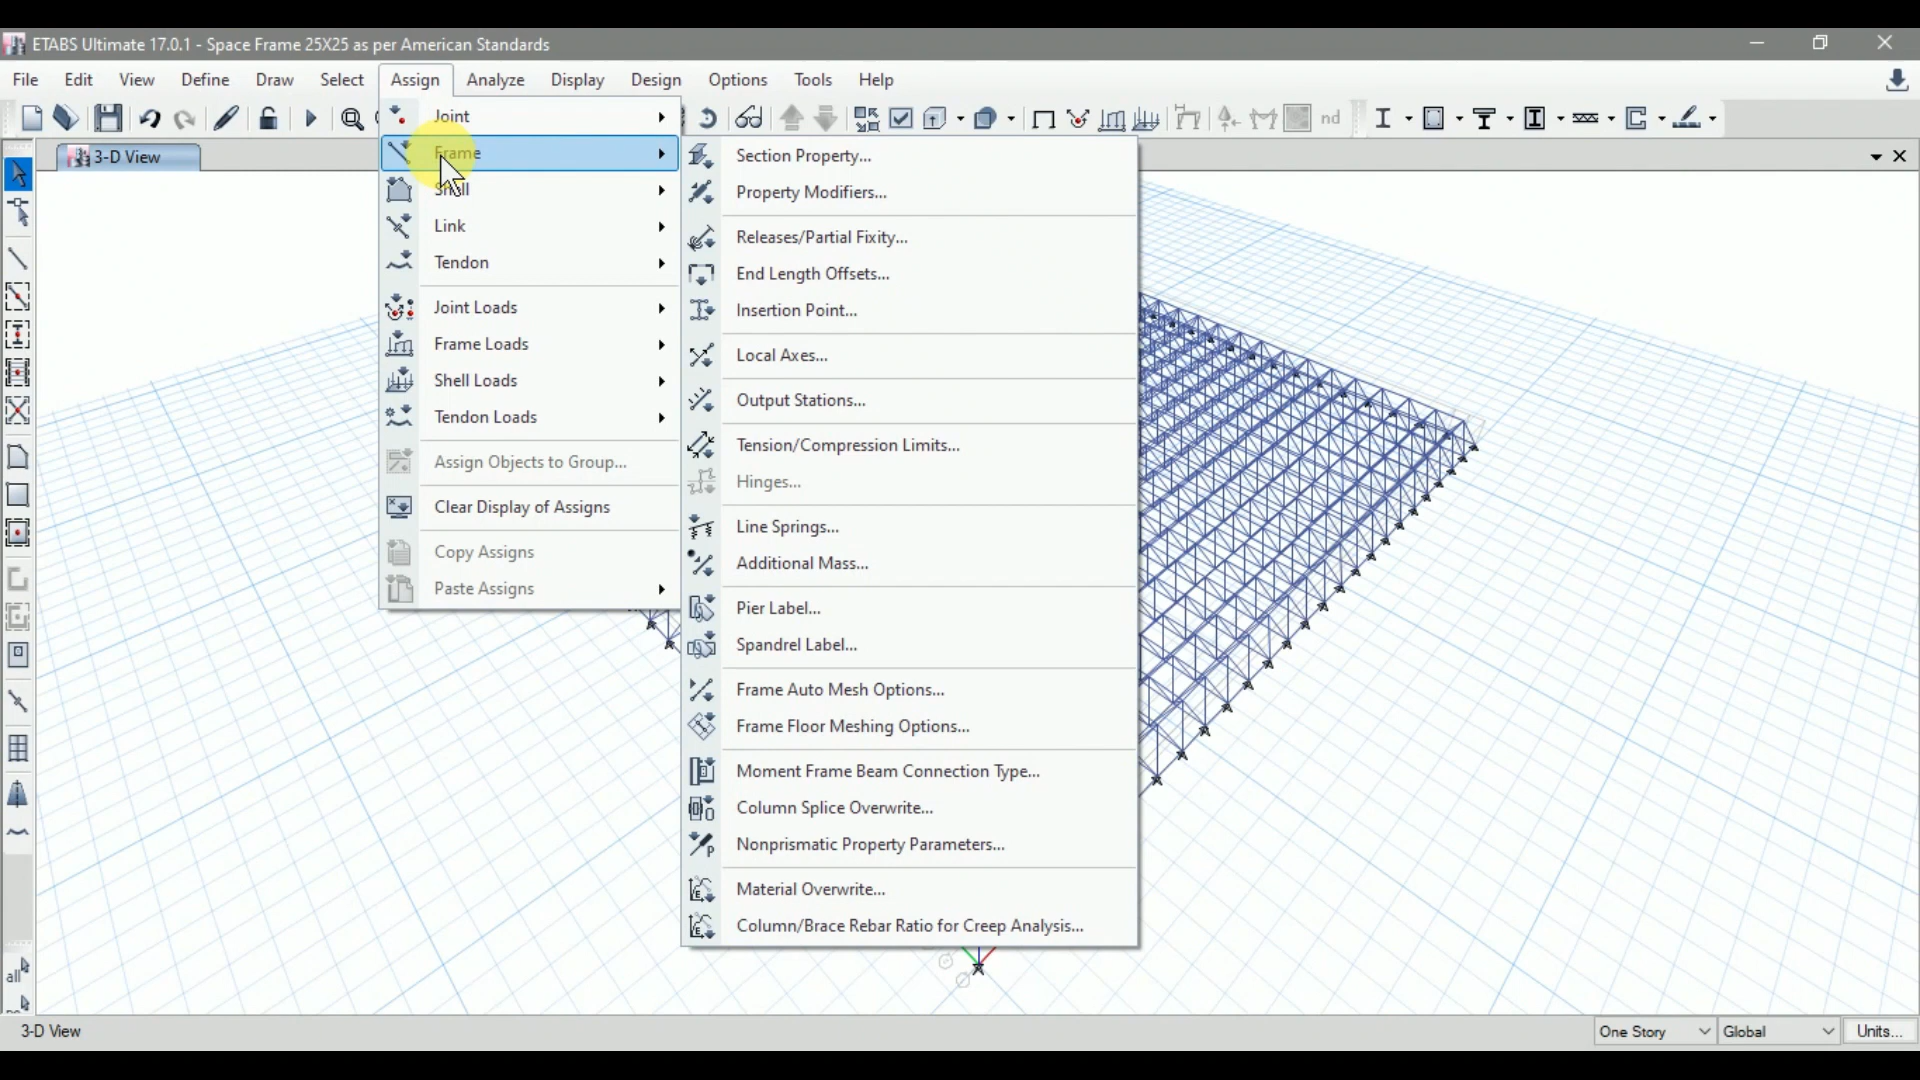 ETABS Ultimate 17.0.1 - Space Frame 25X25 as per American Standards
File Edit View Define Draw Select Assign Analyze Display Design Options Tools Help
nd
3-D View
Joint
Frame
Shell
Link
Tendon
Joint Loads
Frame Loads
Shell Loads
Tendon Loads
Assign Objects to Group...
Clear Display of Assigns
Copy Assigns
Paste Assigns
Section Property...
Property Modifiers...
Releases/Partial Fixity...
End Length Offsets...
Insertion Point...
Local Axes...
Output Stations...
Tension/Compression Limits...
Hinges...
Line Springs...
Additional Mass...
Pier Label...
Spandrel Label...
Frame Auto Mesh Options...
Frame Floor Meshing Options...
Moment Frame Beam Connection Type...
Column Splice Overwrite...
Nonprismatic Property Parameters...
Material Overwrite...
Column/Brace Rebar Ratio for Creep Analysis...
all
3-D View One Story Global Units...